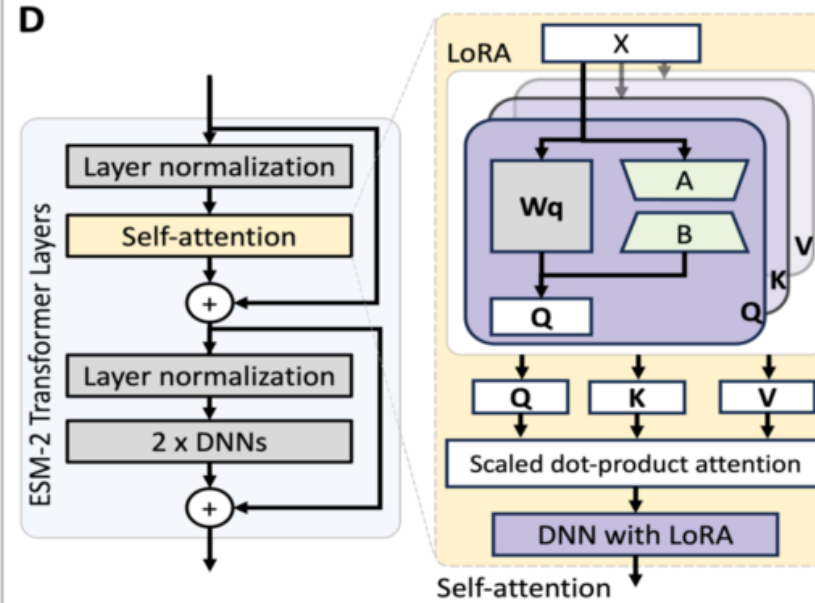 D
ESM-2 Transformer Layers
Layer normalization
Self-attention
+
Layer normalization
2 x DNNs
+
LoRA
X
Wq
A
B
Q
V
K
Q
Q
K
V
Scaled dot-product attention
DNN with LoRA
Self-attention